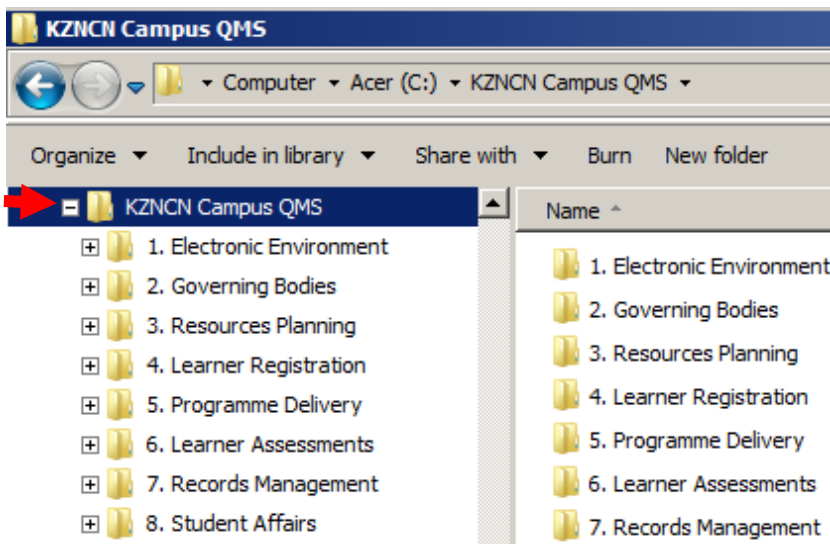 KZNCN Campus QMS
Computer Acer (C:) KZNCN Campus QMS
Organize Include in library Share with Burn New folder
KZNCN Campus QMS
1. Electronic Environment
2. Governing Bodies
3. Resources Planning
4. Learner Registration
5. Programme Delivery
6. Learner Assessments
7. Records Management
8. Student Affairs
Name
1. Electronic Environment
2. Governing Bodies
3. Resources Planning
4. Learner Registration
5. Programme Delivery
6. Learner Assessments
7. Records Management